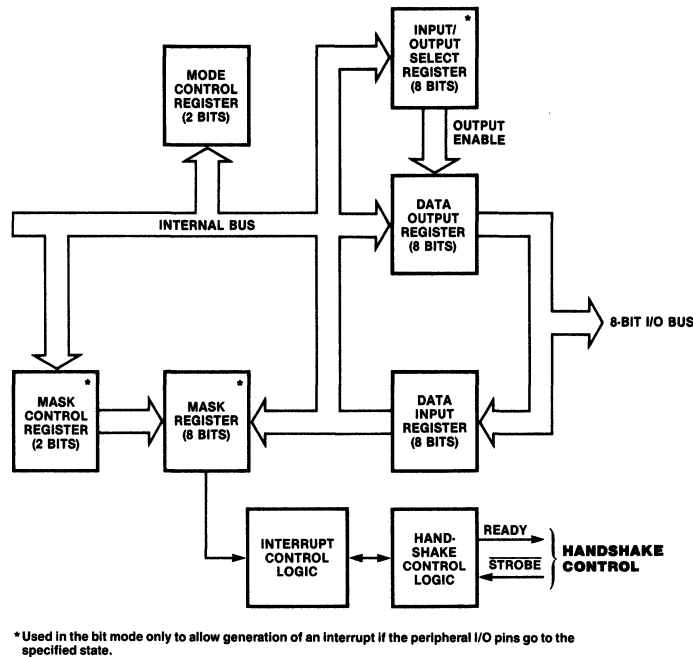 INPUT/ *
OUTPUT
SELECT
REGISTER
(8 BITS)
MODE
CONTROL
REGISTER
(2 BITS)
OUTPUT
ENABLE
DATA
OUTPUT
REGISTER
(8 BITS)
INTERNAL BUS
8-BIT I/O BUS
*
MASK
CONTROL
REGISTER
(2 BITS)
*
MASK
REGISTER
(8 BITS)
DATA
INPUT
REGISTER
(8 BITS)
INTERRUPT
CONTROL
LOGIC
HAND-
SHAKE
CONTROL
LOGIC
READY
STROBE
HANDSHAKE
CONTROL
*Used in the bit mode only to allow generation of an interrupt if the peripheral I/O pins go to the
specified state.